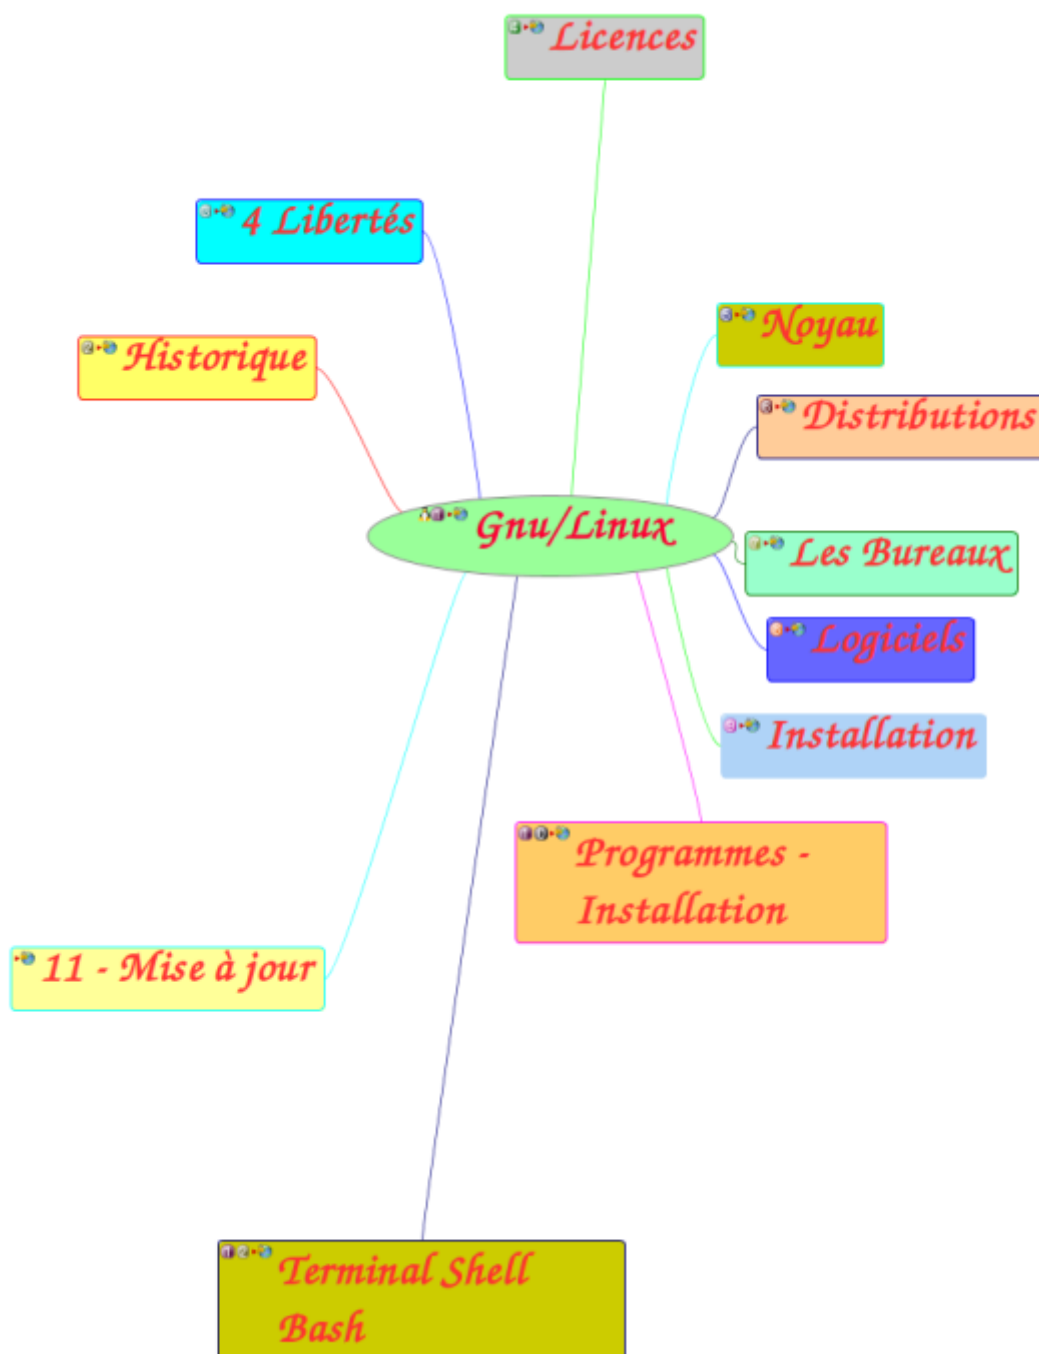 Licences
4 Libertés
Historique
Noyau
Distributions
Gnu/Linux
Les Bureaux
Logiciels
Installation
Programmes -
Installation
11 - Mise à jour
Terminal Shell
Bash